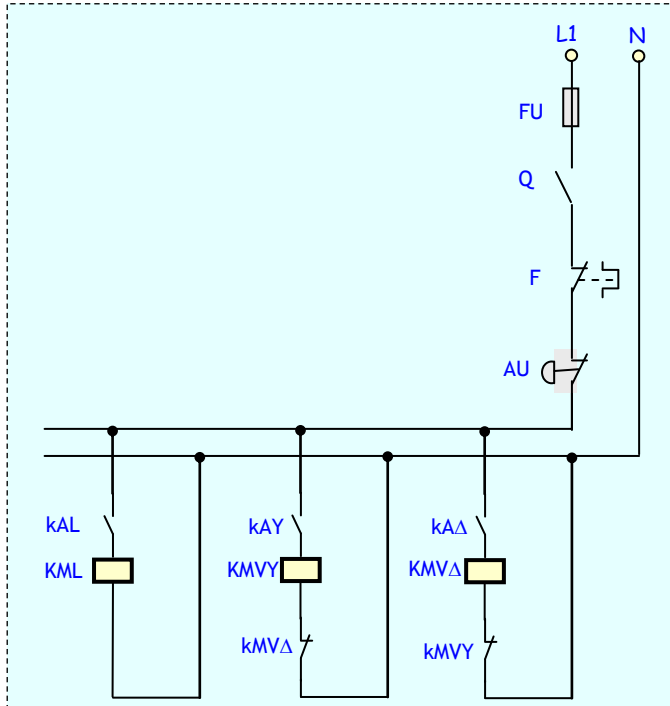 L1 N
FU
Q
F
AU
kAL kAY kAΔ
KML KMVY KMVΔ
kMVΔ kMVY